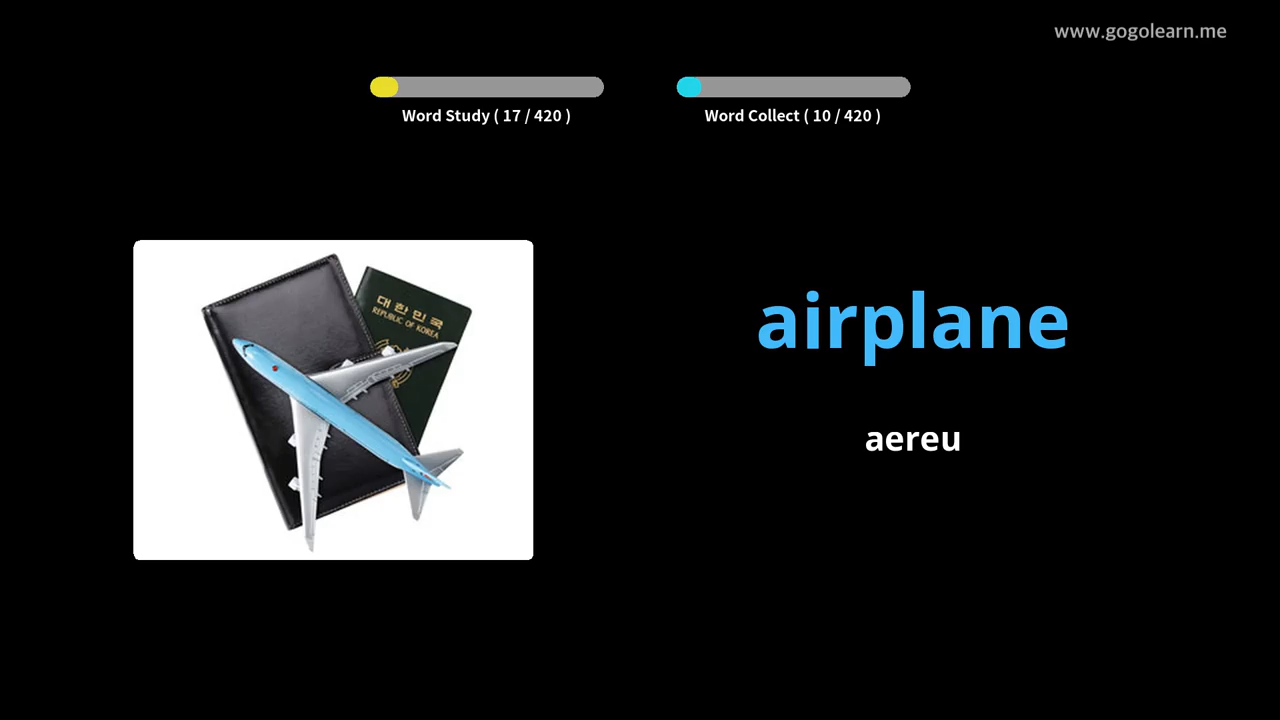 www.gogolearn.me
Word Study ( 17 / 420 )
Word Collect ( 10 / 420 )
대한민국
REPUBLIC OF KOREA
airplane
aereu